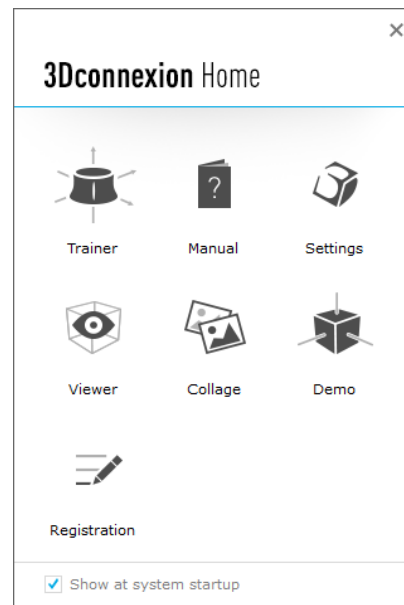 3Dconnexion Home
?
Trainer Manual Settings
Viewer Collage Demo
Registration
Show at system startup